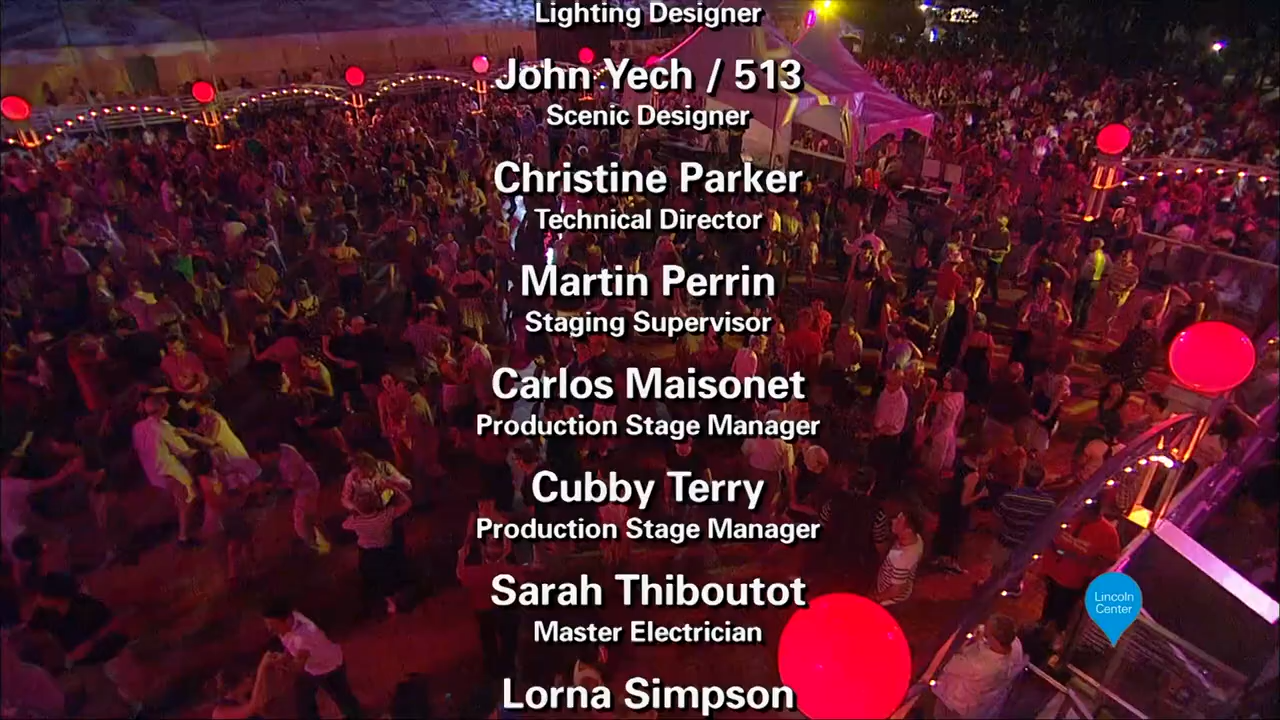 Lighting Designer
John Yech / 513
Scenic Designer
Christine Parker
Technical Director
Martin Perrin
Staging Supervisor
Carlos Maisonet
Production Stage Manager
Cubby Terry
Production Stage Manager
Sarah Thiboutot
Master Electrician
Lorna Simpson
Lincoln
Center